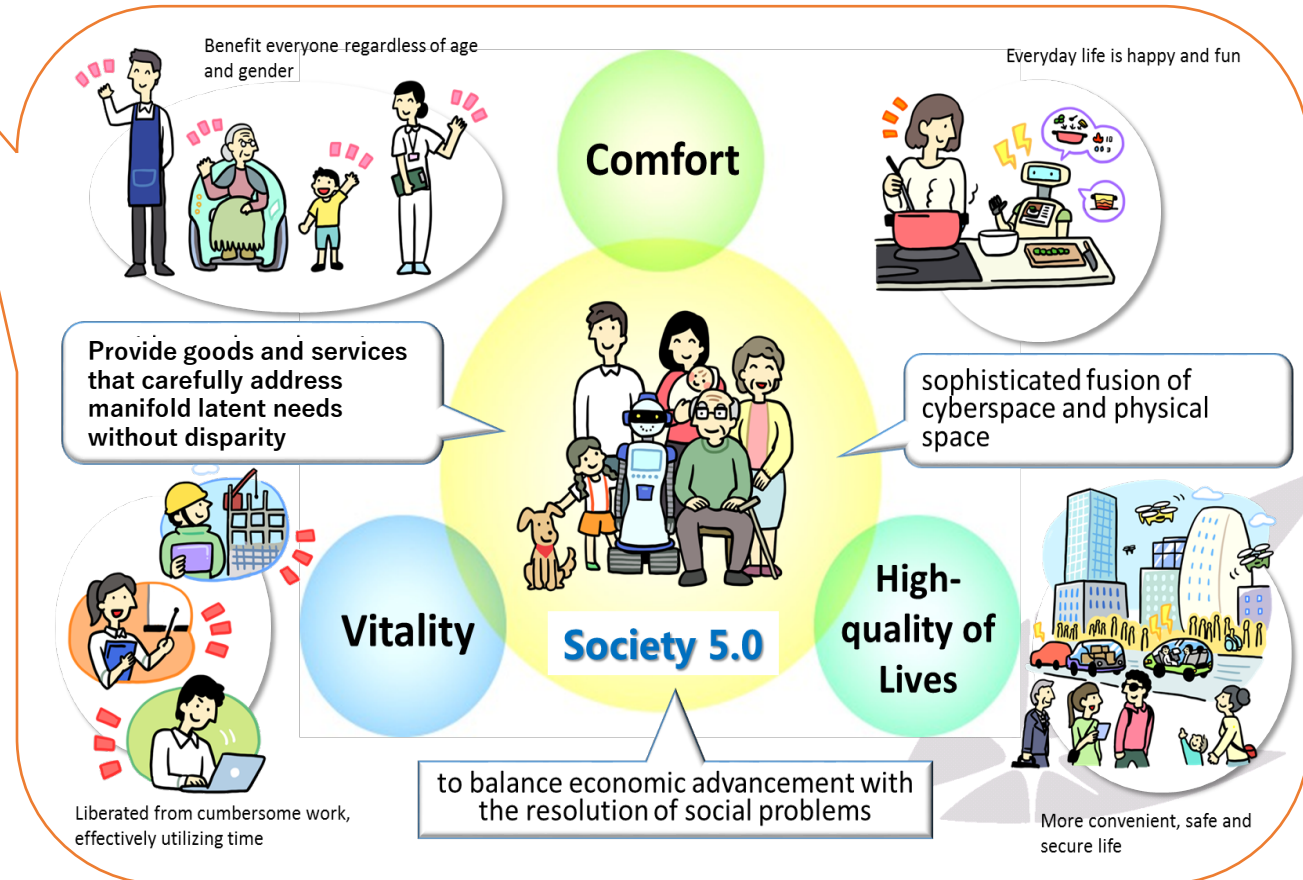 Benefit everyone regardless of age
and gender
Everyday life is happy and fun
Comfort
Provide goods and services
that carefully address
manifold latent needs
without disparity
sophisticated fusion of
cyberspace and physical
space
Vitality
Society 5.0
High-
quality of
Lives
to balance economic advancement with
the resolution of social problems
Liberated from cumbersome work,
effectively utilizing time
More convenient, safe and
secure life